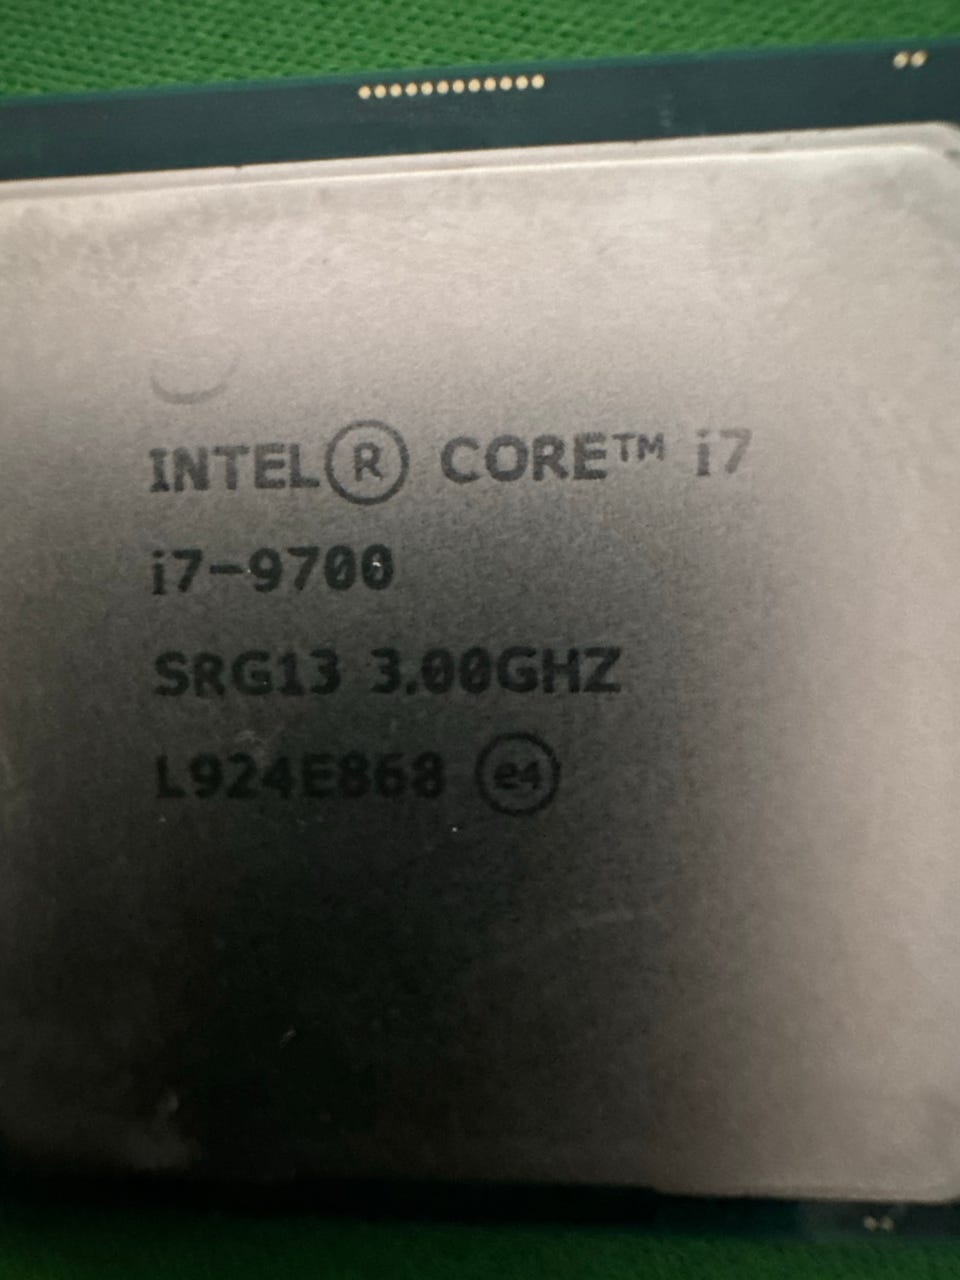 INTEL® CORE™ i7
i7-9700
SRG13 3.00GHZ
L924E868 e4